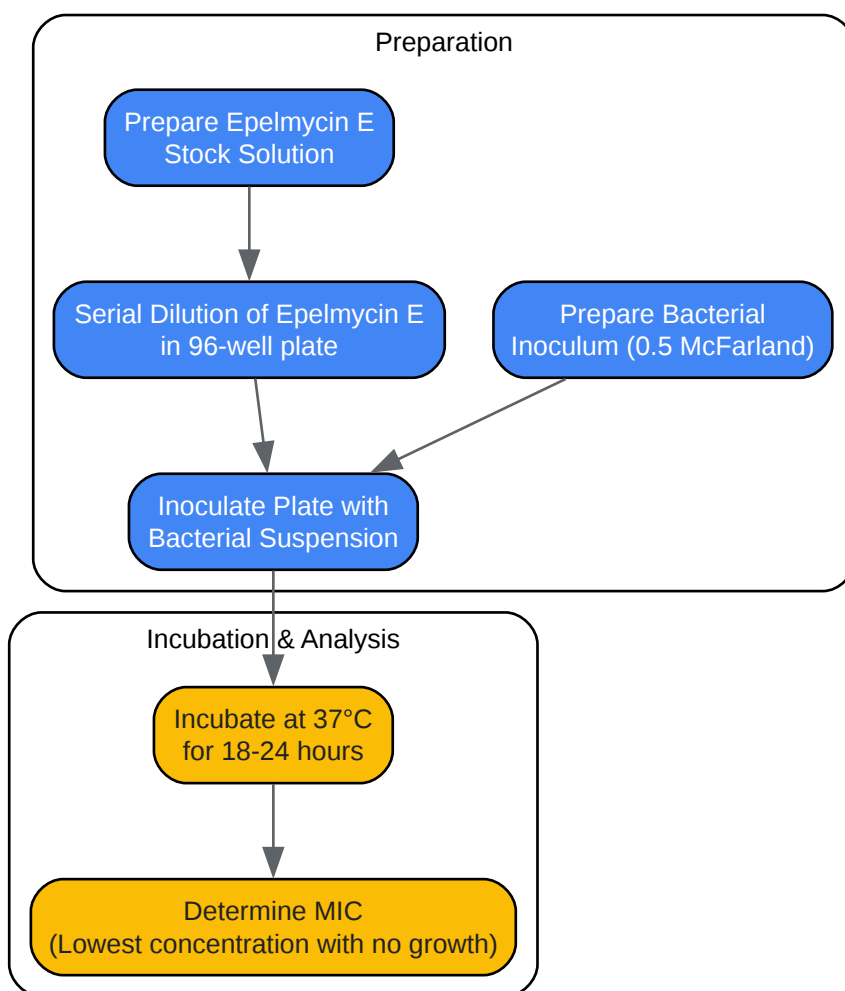 Preparation
Prepare Epelmycin E
Stock Solution
Serial Dilution of Epelmycin E
in 96-well plate
Prepare Bacterial
Inoculum (0.5 McFarland)
Inoculate Plate with
Bacterial Suspension
Incubation & Analysis
Incubate at 37°C
for 18-24 hours
Determine MIC
(Lowest concentration with no growth)